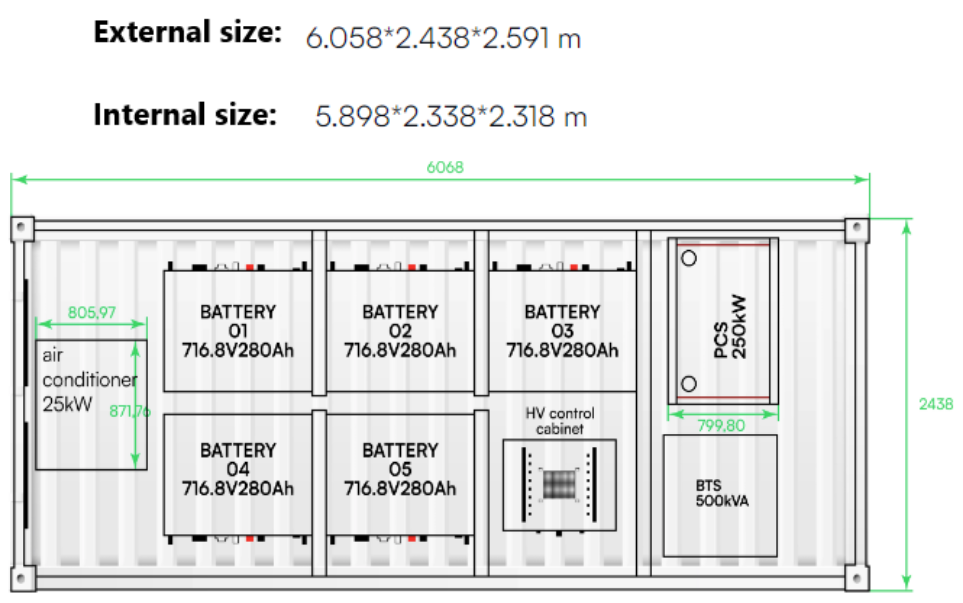 External size: 6.058*2.438*2.591 m
Internal size: 5.898*2.338*2.318 m
6068
805,97
air
conditioner
25kW
871,76
BATTERY
01
716.8V280Ah
BATTERY
02
716.8V280Ah
BATTERY
03
716.8V280Ah
PCS
250kW
799,80
2438
BATTERY
04
716.8V280Ah
BATTERY
05
716.8V280Ah
HV control
cabinet
BTS
500kVA